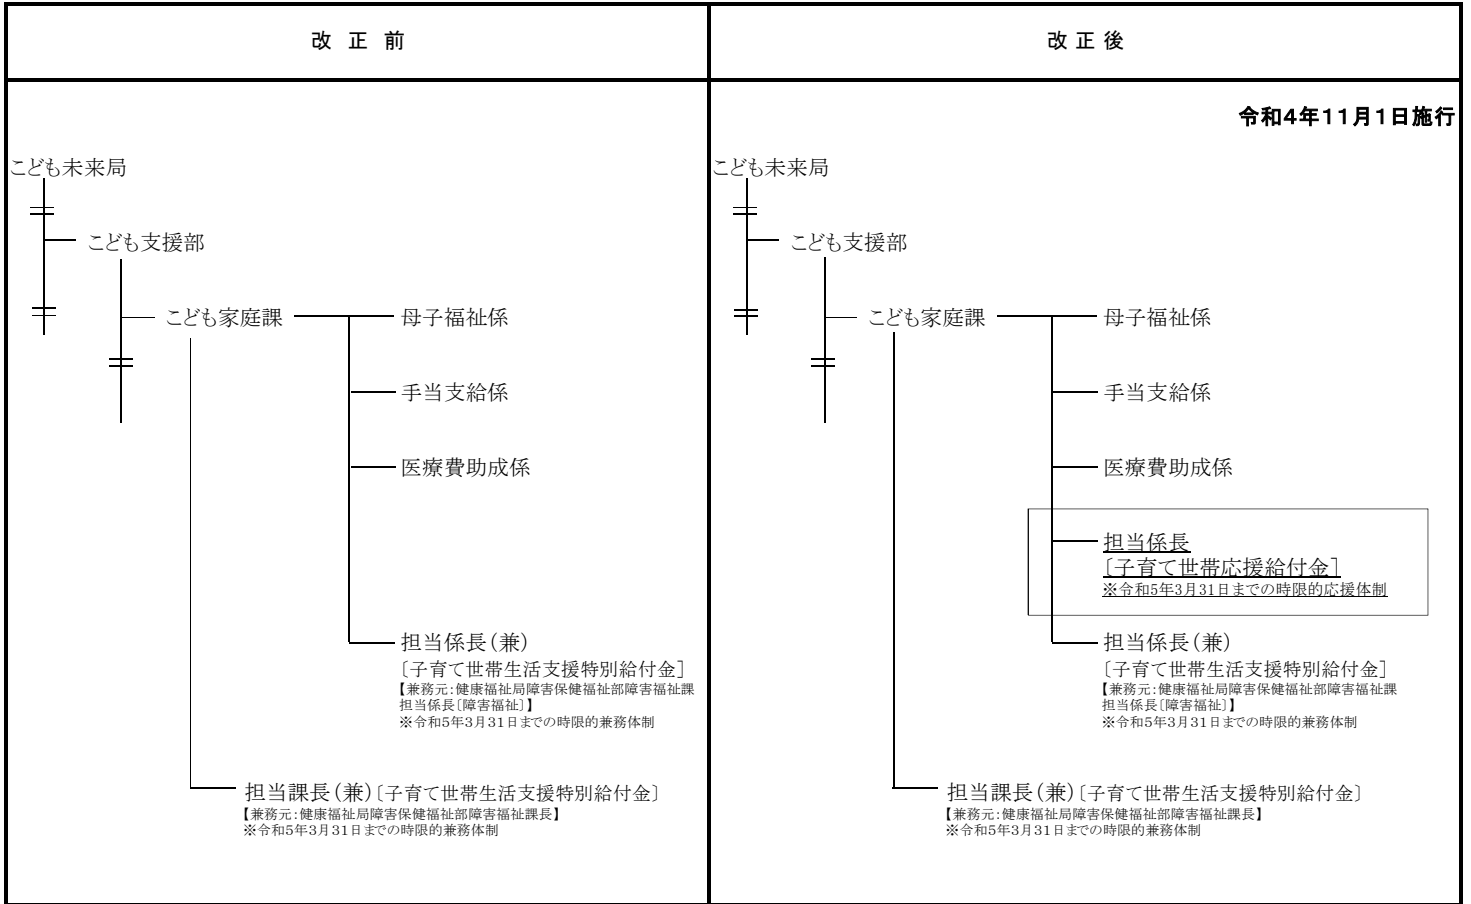 改 正 前
改 正 後
令和4年11月1日施行
こども未来局
こども支援部
こども家庭課
母子福祉係
手当支給係
医療費助成係
担当係長(兼)
〔子育て世帯生活支援特別給付金〕
【兼務元:健康福祉局障害保健福祉部障害福祉課
担当係長〔障害福祉〕】
※令和5年3月31日までの時限的兼務体制
担当課長(兼)〔子育て世帯生活支援特別給付金〕
【兼務元:健康福祉局障害保健福祉部障害福祉課長】
※令和5年3月31日までの時限的兼務体制
こども未来局
こども支援部
こども家庭課
母子福祉係
手当支給係
医療費助成係
担当係長
〔子育て世帯応援給付金〕
※令和5年3月31日までの時限的応援体制
担当係長(兼)
〔子育て世帯生活支援特別給付金〕
【兼務元:健康福祉局障害保健福祉部障害福祉課
担当係長〔障害福祉〕】
※令和5年3月31日までの時限的兼務体制
担当課長(兼)〔子育て世帯生活支援特別給付金〕
【兼務元:健康福祉局障害保健福祉部障害福祉課長】
※令和5年3月31日までの時限的兼務体制